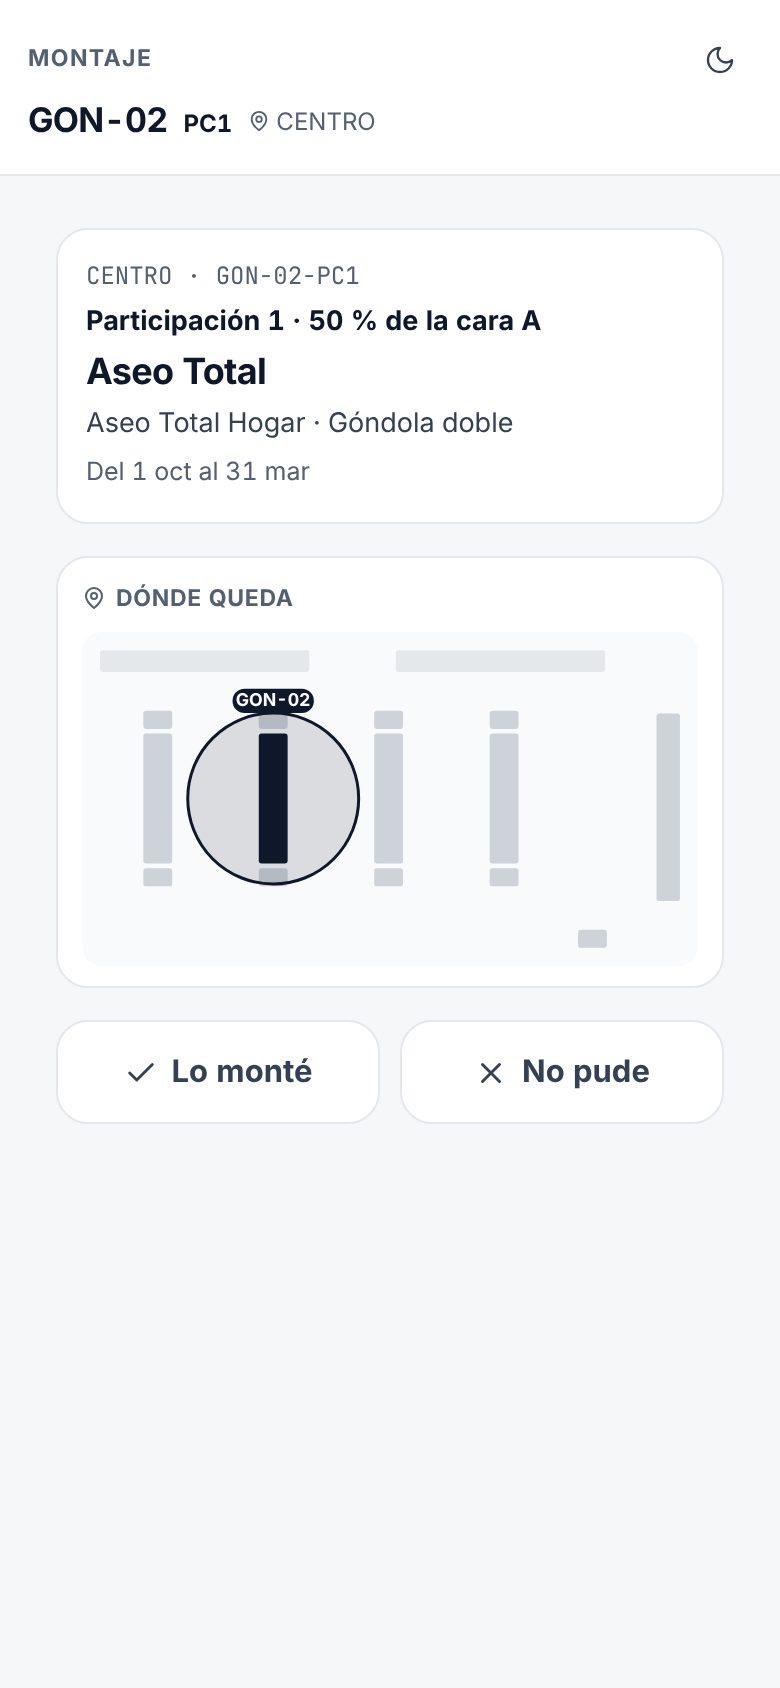 MONTAJE
GON-02 PC1 CENTRO
CENTRO · GON-02-PC1
Participación 1 · 50 % de la cara A
Aseo Total
Aseo Total Hogar · Góndola doble
Del 1 oct al 31 mar
DÓNDE QUEDA
GON-02
Lo monté
No pude